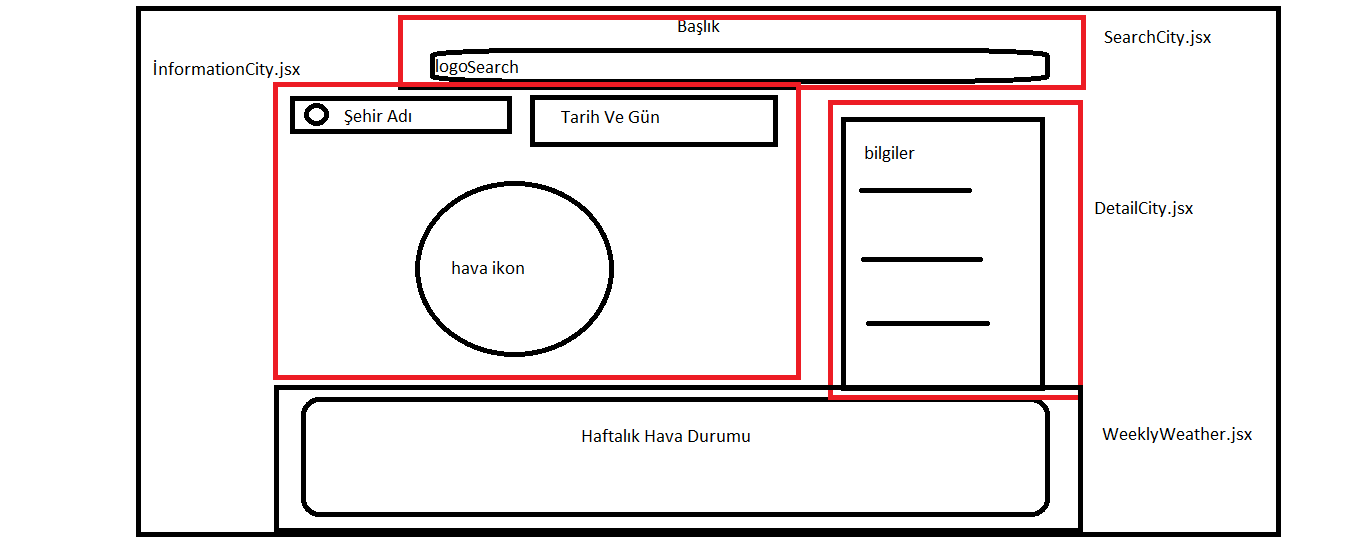 Başlık
SearchCity.jsx
İnformationCity.jsx
logoSearch
Şehir Adı
Tarih Ve Gün
bilgiler
DetailCity.jsx
hava ikon
Haftalık Hava Durumu
WeeklyWeather.jsx